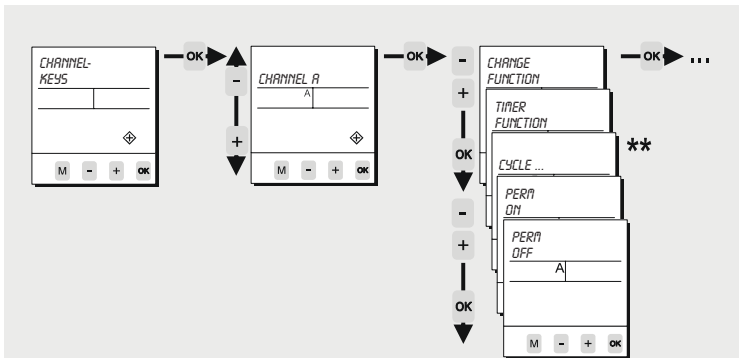 CHANNEL-
KEYS
M - + OK
OK
-
+
CHANNEL A
A
M - + OK
OK
-
+
OK
-
+
OK
CHANGE
FUNCTION
TIMER
FUNCTION
CYCLE ...
**
PERM
ON
PERM
OFF
A
M - + OK
OK ...